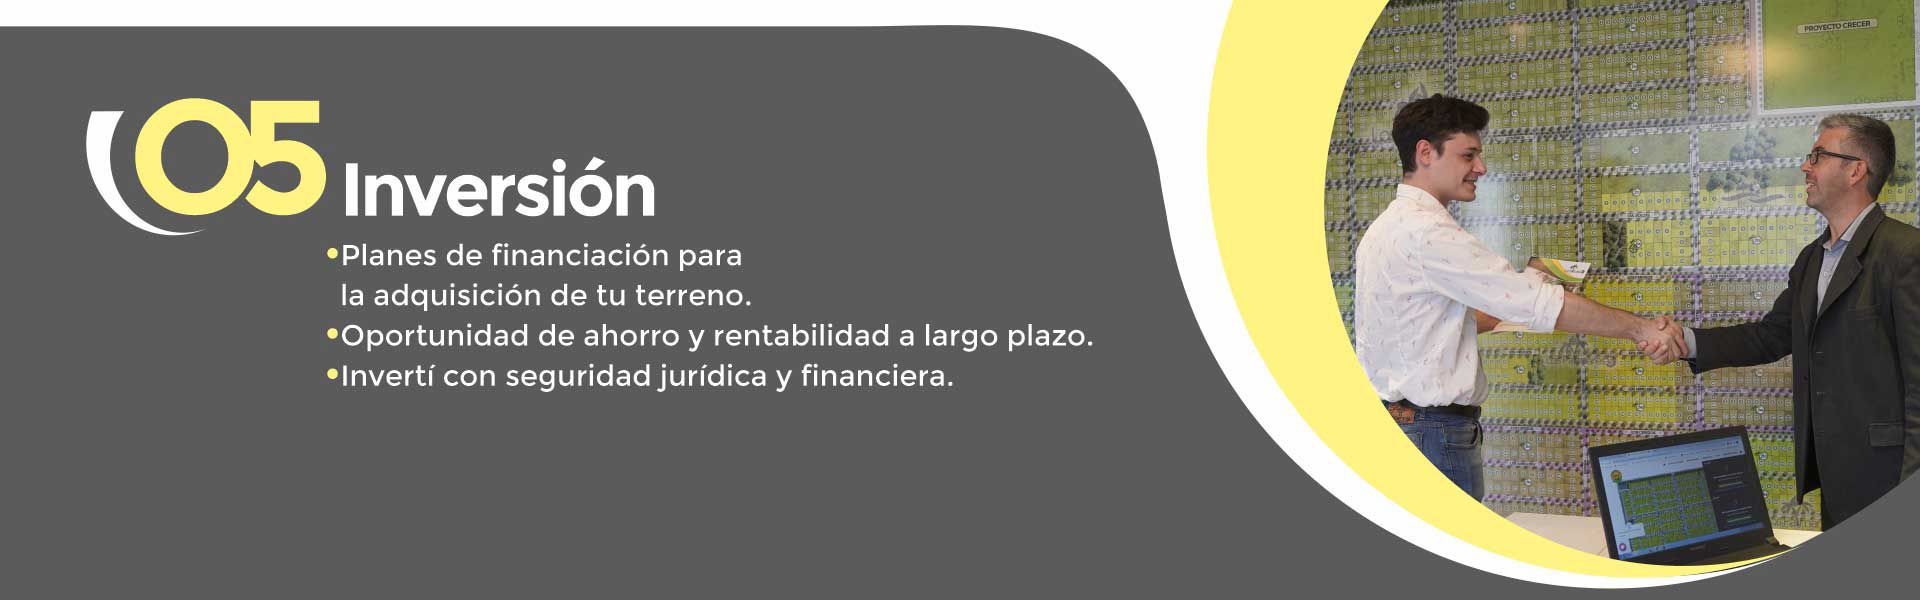 05 Inversión
•Planes de financiación para
la adquisición de tu terreno.
•Oportunidad de ahorro y rentabilidad a largo plazo.
•Invertí con seguridad jurídica y financiera.
PROYECTO CRECER